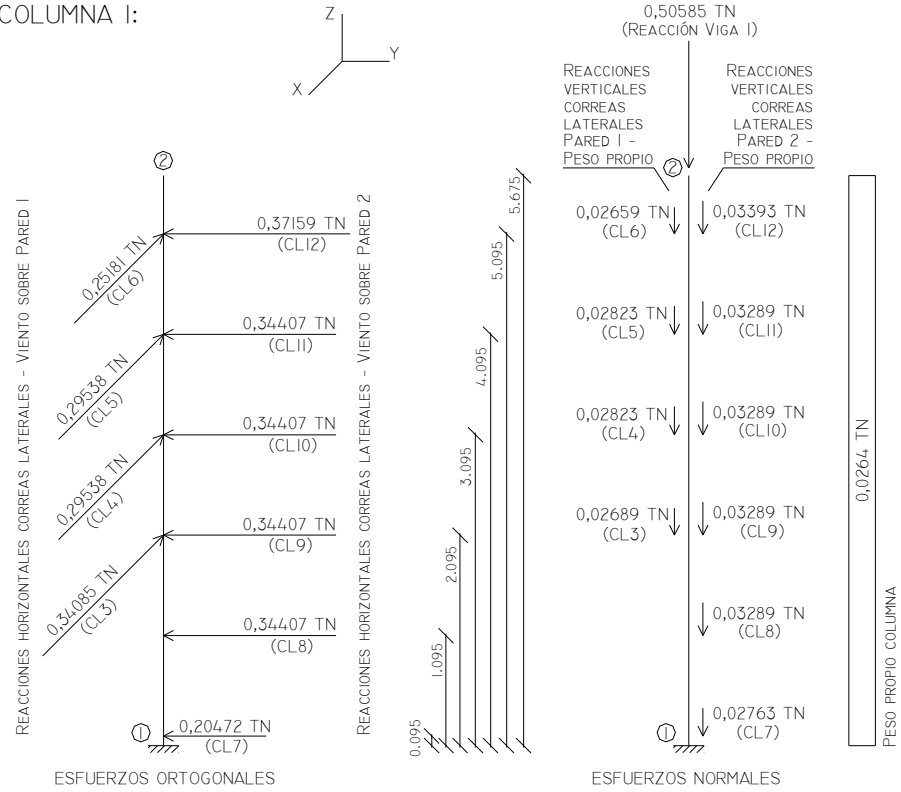 COLUMNA 1:
Z
Y
X
0,50585 TN
(REACCIÓN VIGA 1)
REACCIONES
VERTICALES
CORREAS
LATERALES
PARED 1 -
PESO PROPIO
REACCIONES
VERTICALES
CORREAS
LATERALES
PARED 2 -
PESO PROPIO
2
REACCIONES HORIZONTALES CORREAS LATERALES - VIENTO SOBRE PARED 1
0,25181 TN
(CL6)
0,29538 TN
(CL5)
0,29538 TN
(CL4)
0,34085 TN
(CL3)
0,37159 TN
(CL12)
0,34407 TN
(CL11)
0,34407 TN
(CL10)
0,34407 TN
(CL9)
0,34407 TN
(CL8)
1
0,20472 TN
(CL7)
REACCIONES HORIZONTALES CORREAS LATERALES - VIENTO SOBRE PARED 2
ESFUERZOS ORTOGONALES
0.095
1.095
2.095
3.095
4.095
5.095
5.675
2
0,02659 TN
(CL6)
0,02823 TN
(CL5)
0,02823 TN
(CL4)
0,02689 TN
(CL3)
0,03393 TN
(CL12)
0,03289 TN
(CL11)
0,03289 TN
(CL10)
0,03289 TN
(CL9)
0,03289 TN
(CL8)
1
0,02763 TN
(CL7)
0,0264 TN
PESO PROPIO COLUMNA
ESFUERZOS NORMALES